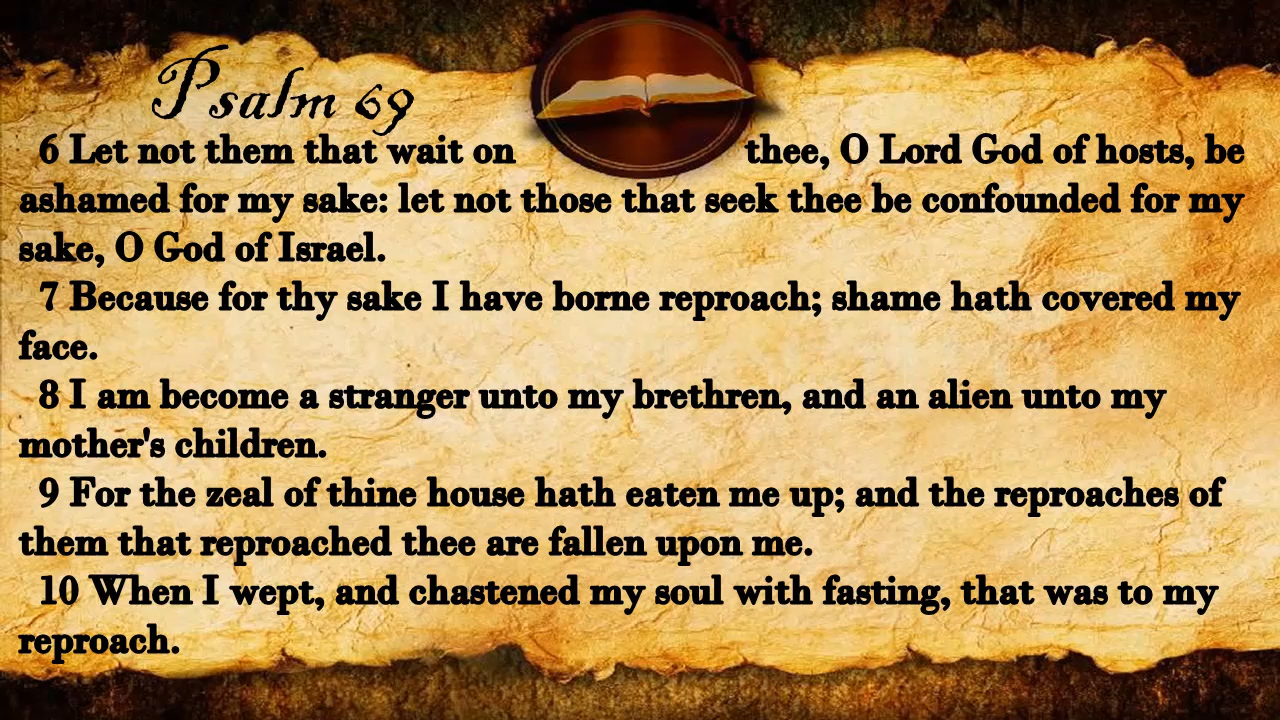 Psalm 69
6 Let not them that wait on thee, O Lord God of hosts, be
ashamed for my sake: let not those that seek thee be confounded for my
sake, O God of Israel.
7 Because for thy sake I have borne reproach; shame hath covered my
face.
8 I am become a stranger unto my brethren, and an alien unto my
mother's children.
9 For the zeal of thine house hath eaten me up; and the reproaches of
them that reproached thee are fallen upon me.
10 When I wept, and chastened my soul with fasting, that was to my
reproach.